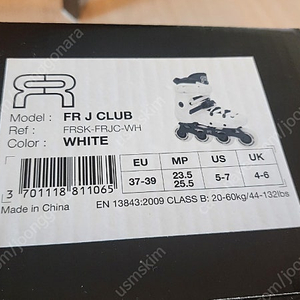 Model : FR J CLUB
Ref : FRSK-FRJC-WH
Color : WHITE
EU MP US UK
37-39 23.5 25.5 5-7 4-6
3 701118 811065
Made in China
EN 13843:2009 CLASS B: 20-60kg/44-132lbs
usmskim